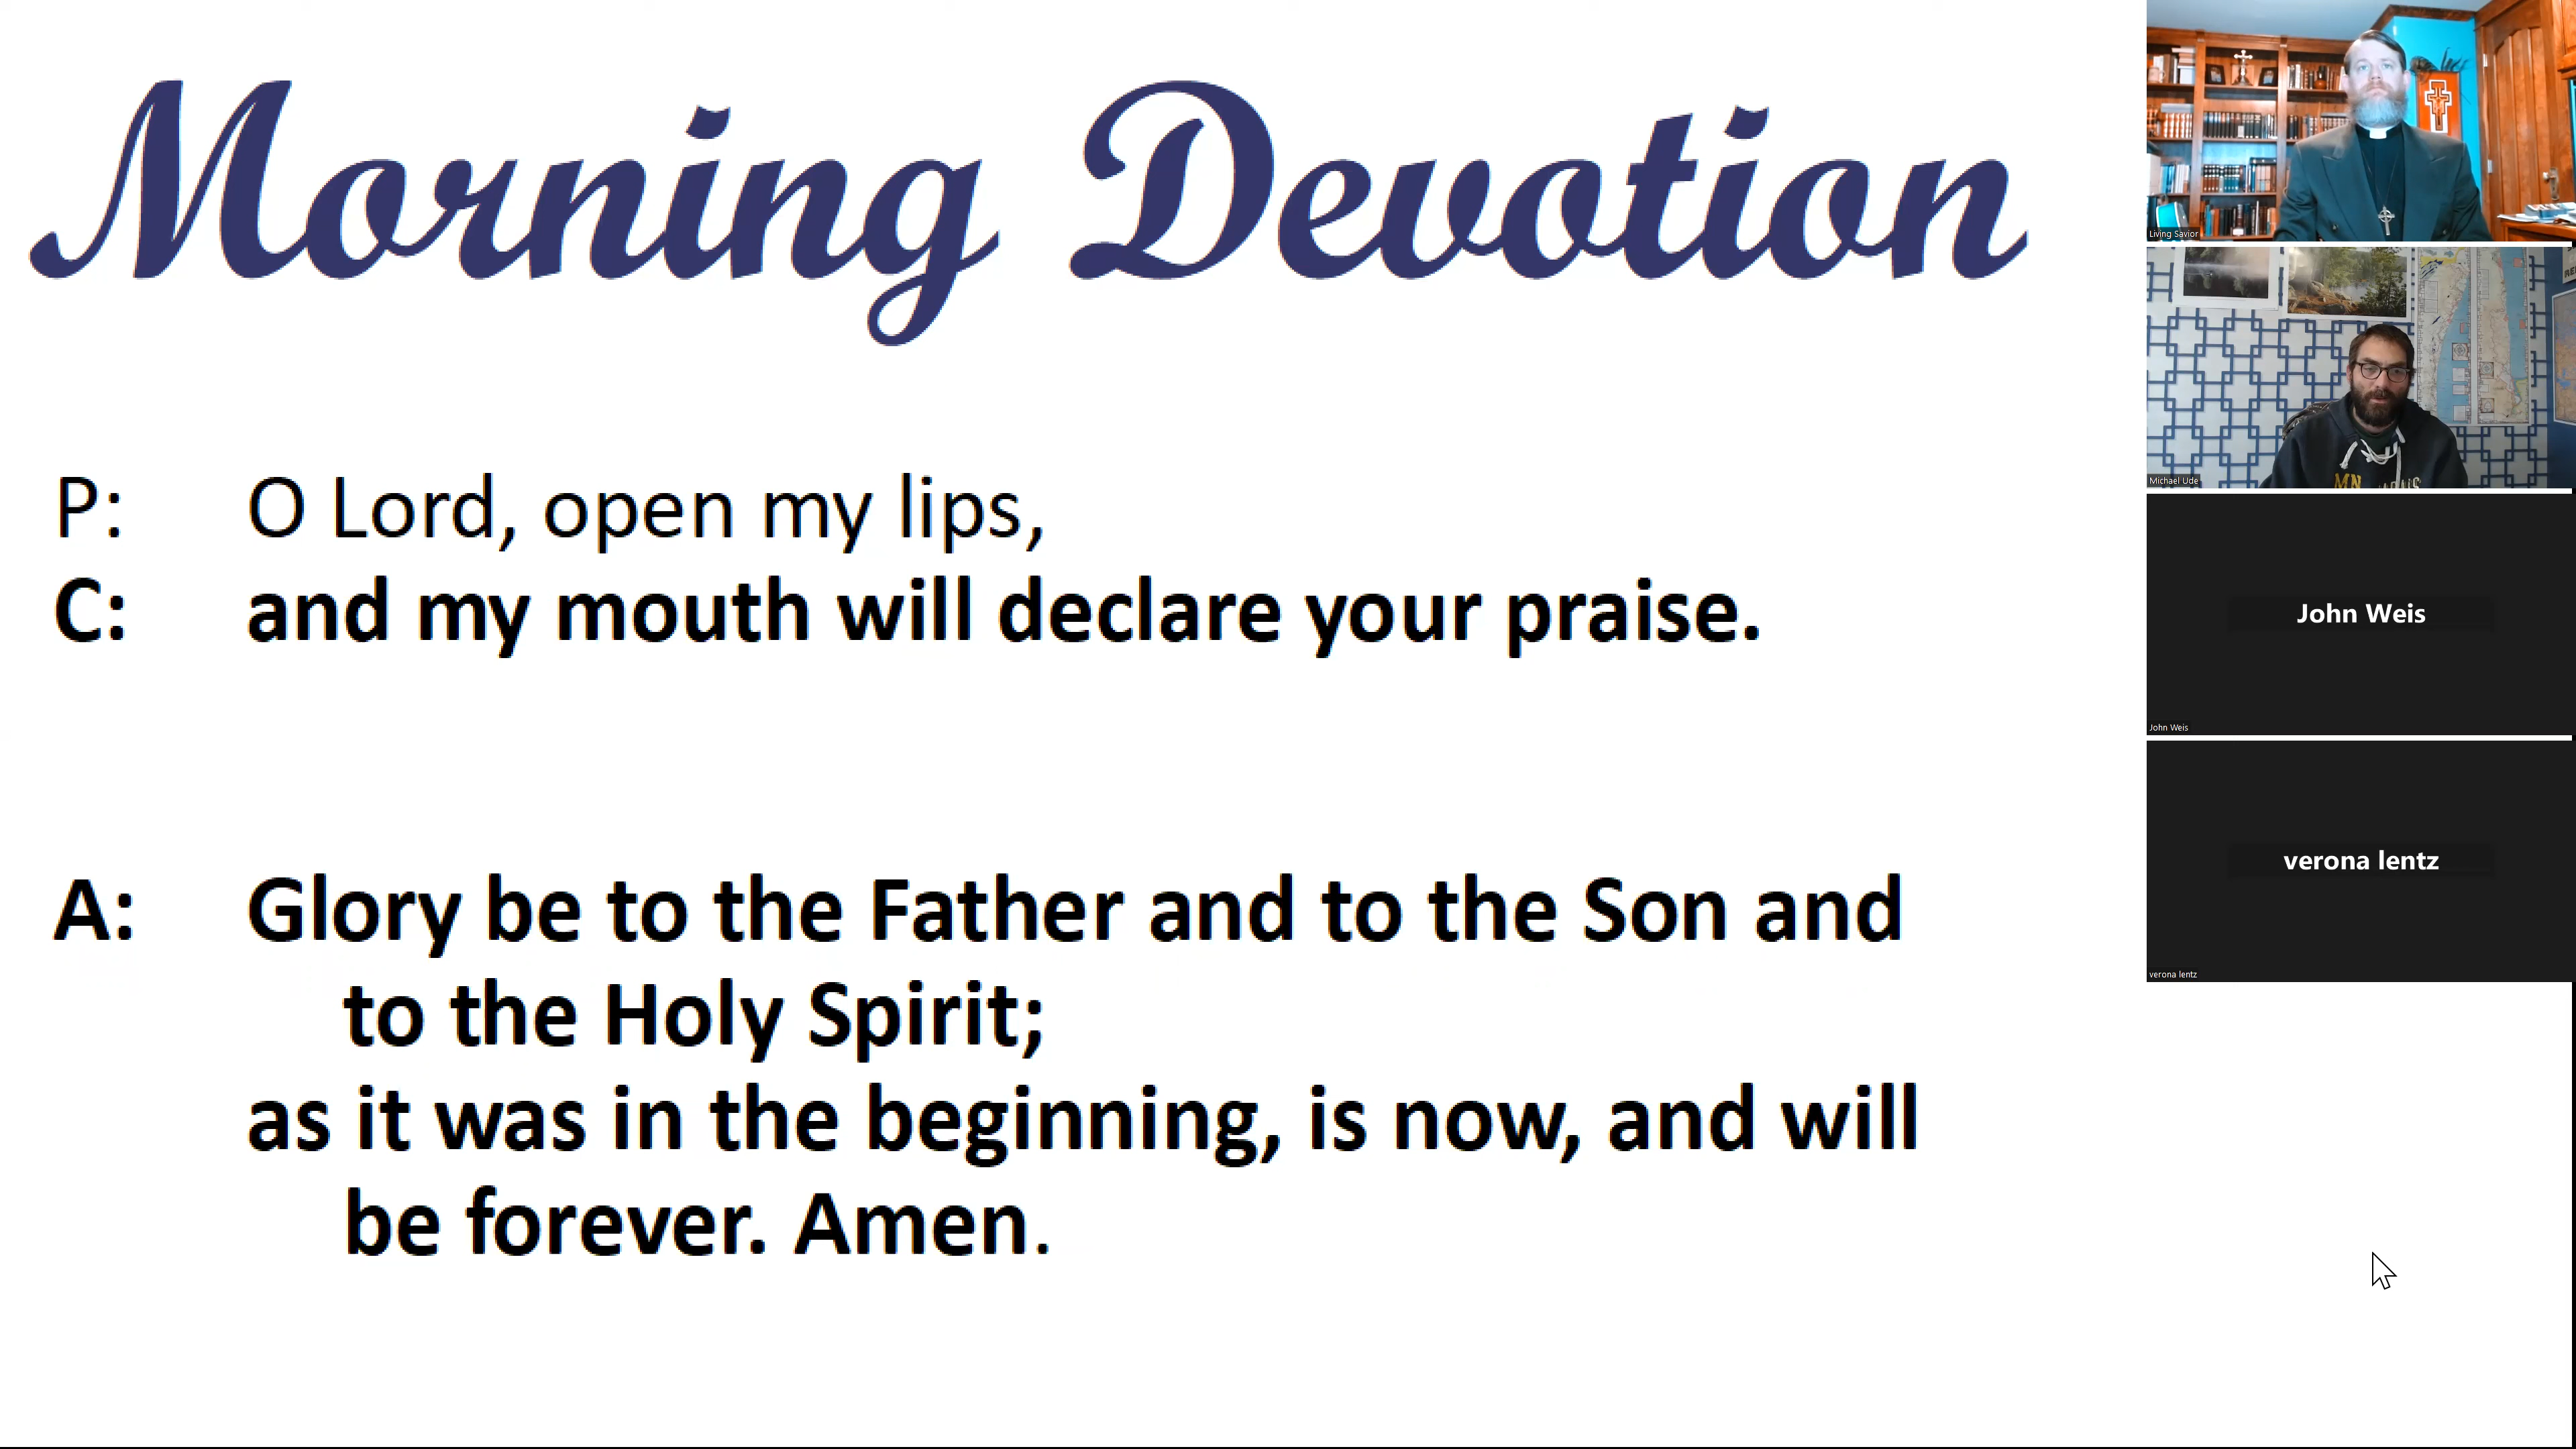 Morning Devotion
P: O Lord, open my lips,
C: and my mouth will declare your praise.
A: Glory be to the Father and to the Son and
to the Holy Spirit;
as it was in the beginning, is now, and will
be forever. Amen.
Living Savior
Michael Ude
John Weis
John Weis
verona lentz
verona lentz